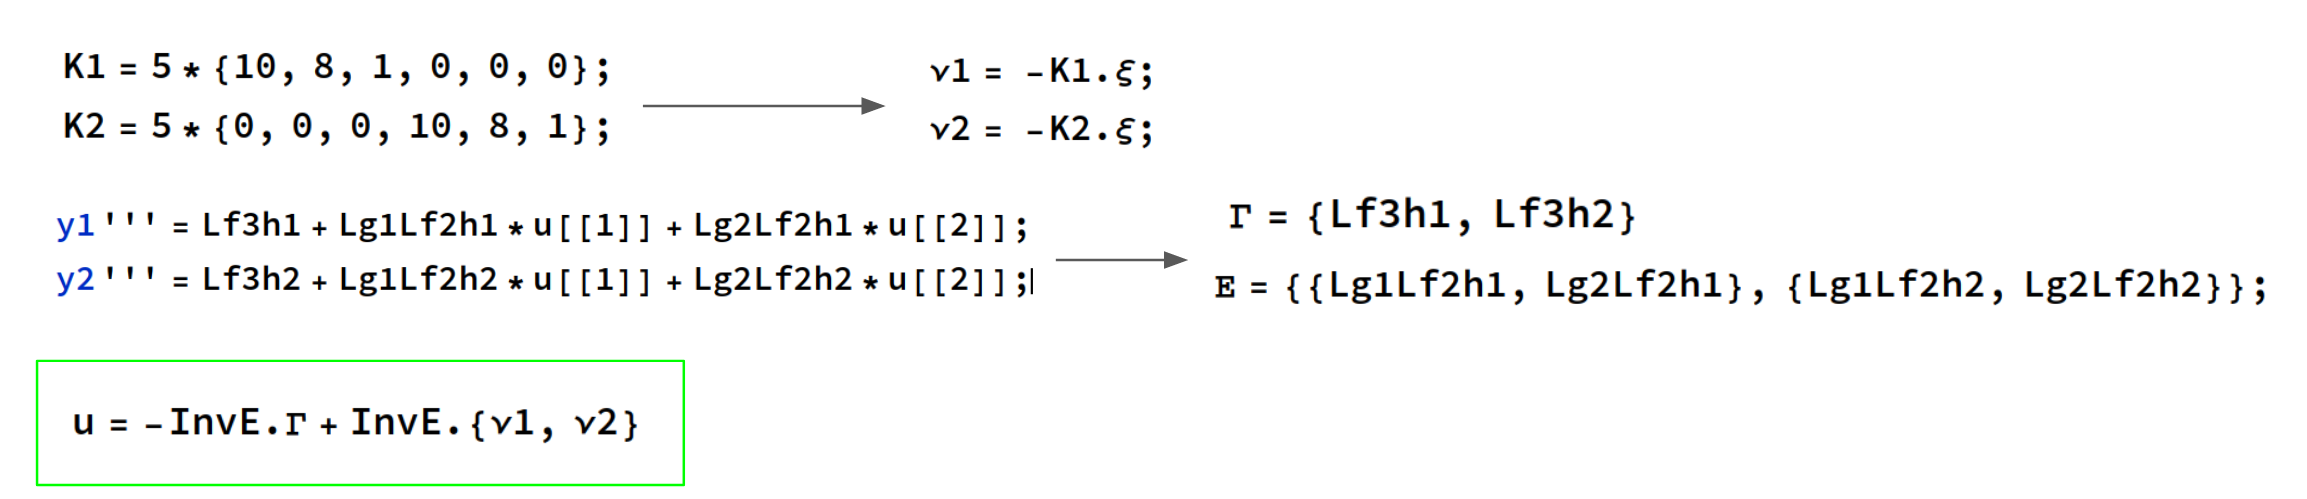 K1 = 5 * {10, 8, 1, 0, 0, 0};
K2 = 5 * {0, 0, 0, 10, 8, 1};
ν1 = -K1.ξ;
ν2 = -K2.ξ;
y1''' = Lf3h1 + Lg1Lf2h1 * u[[1]] + Lg2Lf2h1 * u[[2]];
y2''' = Lf3h2 + Lg1Lf2h2 * u[[1]] + Lg2Lf2h2 * u[[2]];
Γ = {Lf3h1, Lf3h2}
E = {{Lg1Lf2h1, Lg2Lf2h1}, {Lg1Lf2h2, Lg2Lf2h2}};
u = -InvE.Γ + InvE.{ν1, ν2}